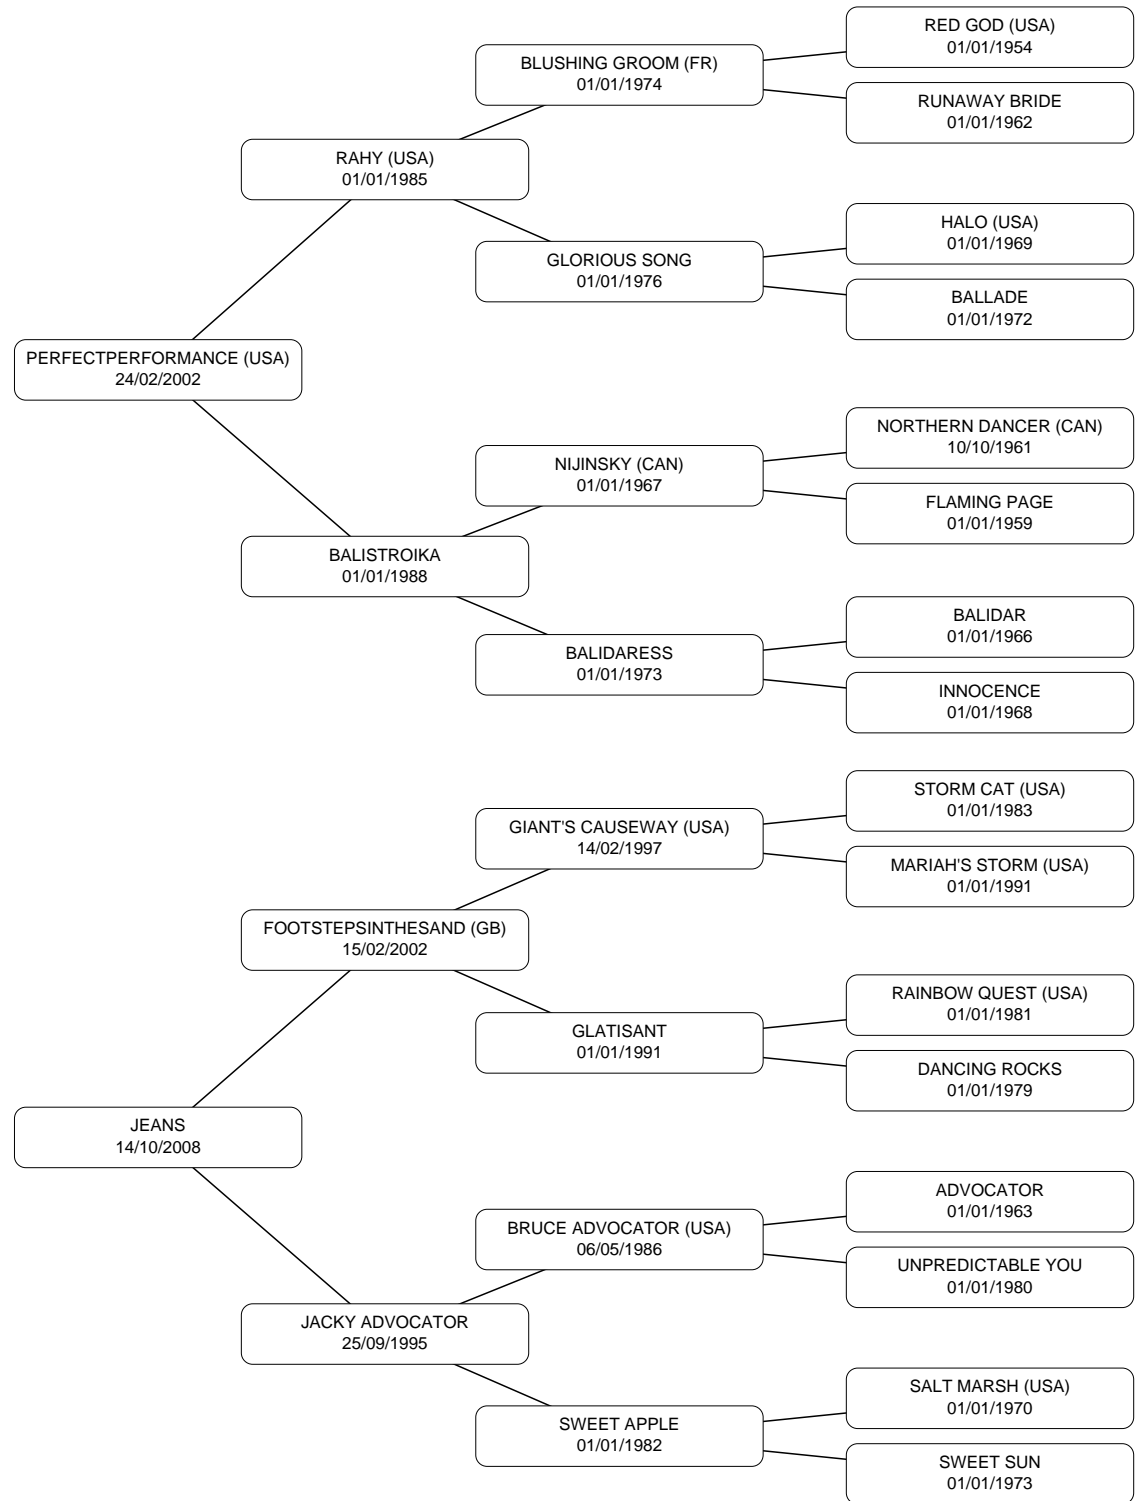 RED GOD (USA)
01/01/1954
BLUSHING GROOM (FR)
01/01/1974
RUNAWAY BRIDE
01/01/1962
RAHY (USA)
01/01/1985
HALO (USA)
01/01/1969
GLORIOUS SONG
01/01/1976
BALLADE
01/01/1972
PERFECTPERFORMANCE (USA)
24/02/2002
NORTHERN DANCER (CAN)
10/10/1961
NIJINSKY (CAN)
01/01/1967
FLAMING PAGE
01/01/1959
BALISTROIKA
01/01/1988
BALIDAR
01/01/1966
BALIDARESS
01/01/1973
INNOCENCE
01/01/1968
STORM CAT (USA)
01/01/1983
GIANT'S CAUSEWAY (USA)
14/02/1997
MARIAH'S STORM (USA)
01/01/1991
FOOTSTEPSINTHESAND (GB)
15/02/2002
RAINBOW QUEST (USA)
01/01/1981
GLATISANT
01/01/1991
DANCING ROCKS
01/01/1979
JEANS
14/10/2008
ADVOCATOR
01/01/1963
BRUCE ADVOCATOR (USA)
06/05/1986
UNPREDICTABLE YOU
01/01/1980
JACKY ADVOCATOR
25/09/1995
SALT MARSH (USA)
01/01/1970
SWEET APPLE
01/01/1982
SWEET SUN
01/01/1973